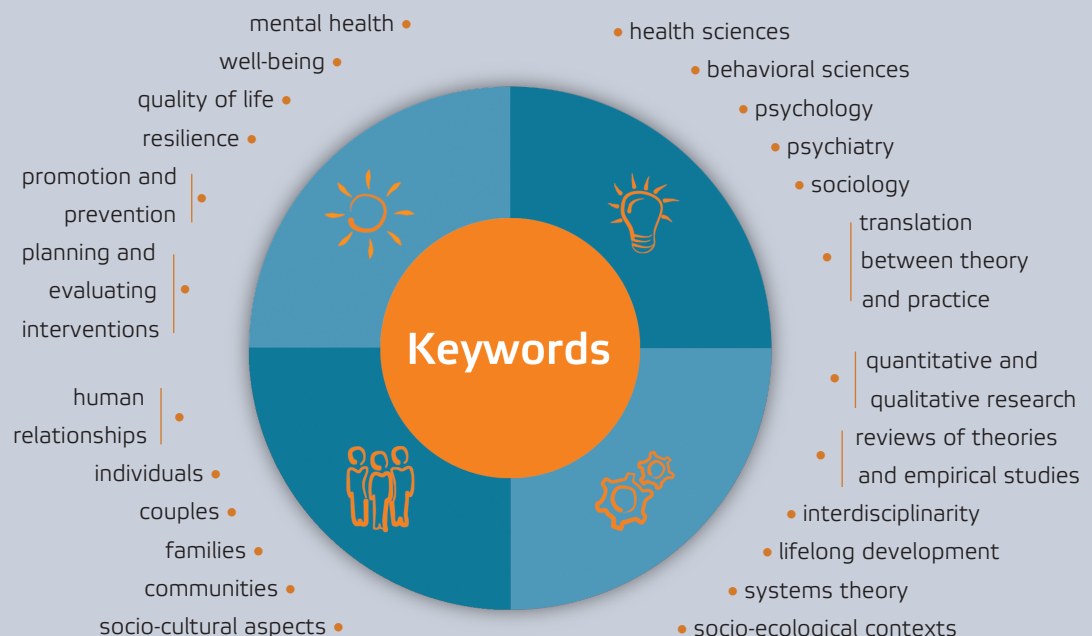 mental health
well-being
quality of life
resilience
promotion and
prevention
planning and
evaluating
interventions
human
relationships
individuals
couples
families
communities
socio-cultural aspects
Keywords
health sciences
behavioral sciences
psychology
psychiatry
sociology
translation
between theory
and practice
quantitative and
qualitative research
reviews of theories
and empirical studies
interdisciplinarity
lifelong development
systems theory
socio-ecological contexts